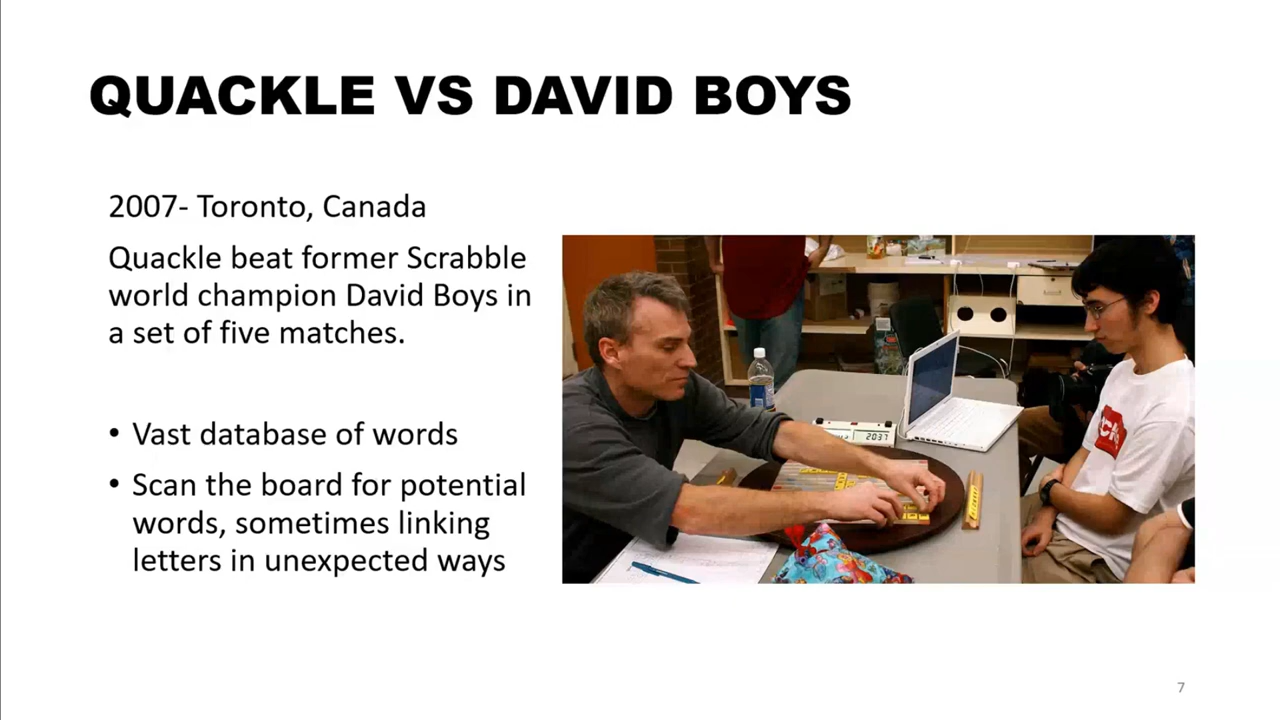 QUACKLE VS DAVID BOYS
2007- Toronto, Canada
Quackle beat former Scrabble
world champion David Boys in
a set of five matches.
• Vast database of words
• Scan the board for potential
words, sometimes linking
letters in unexpected ways
2037
7